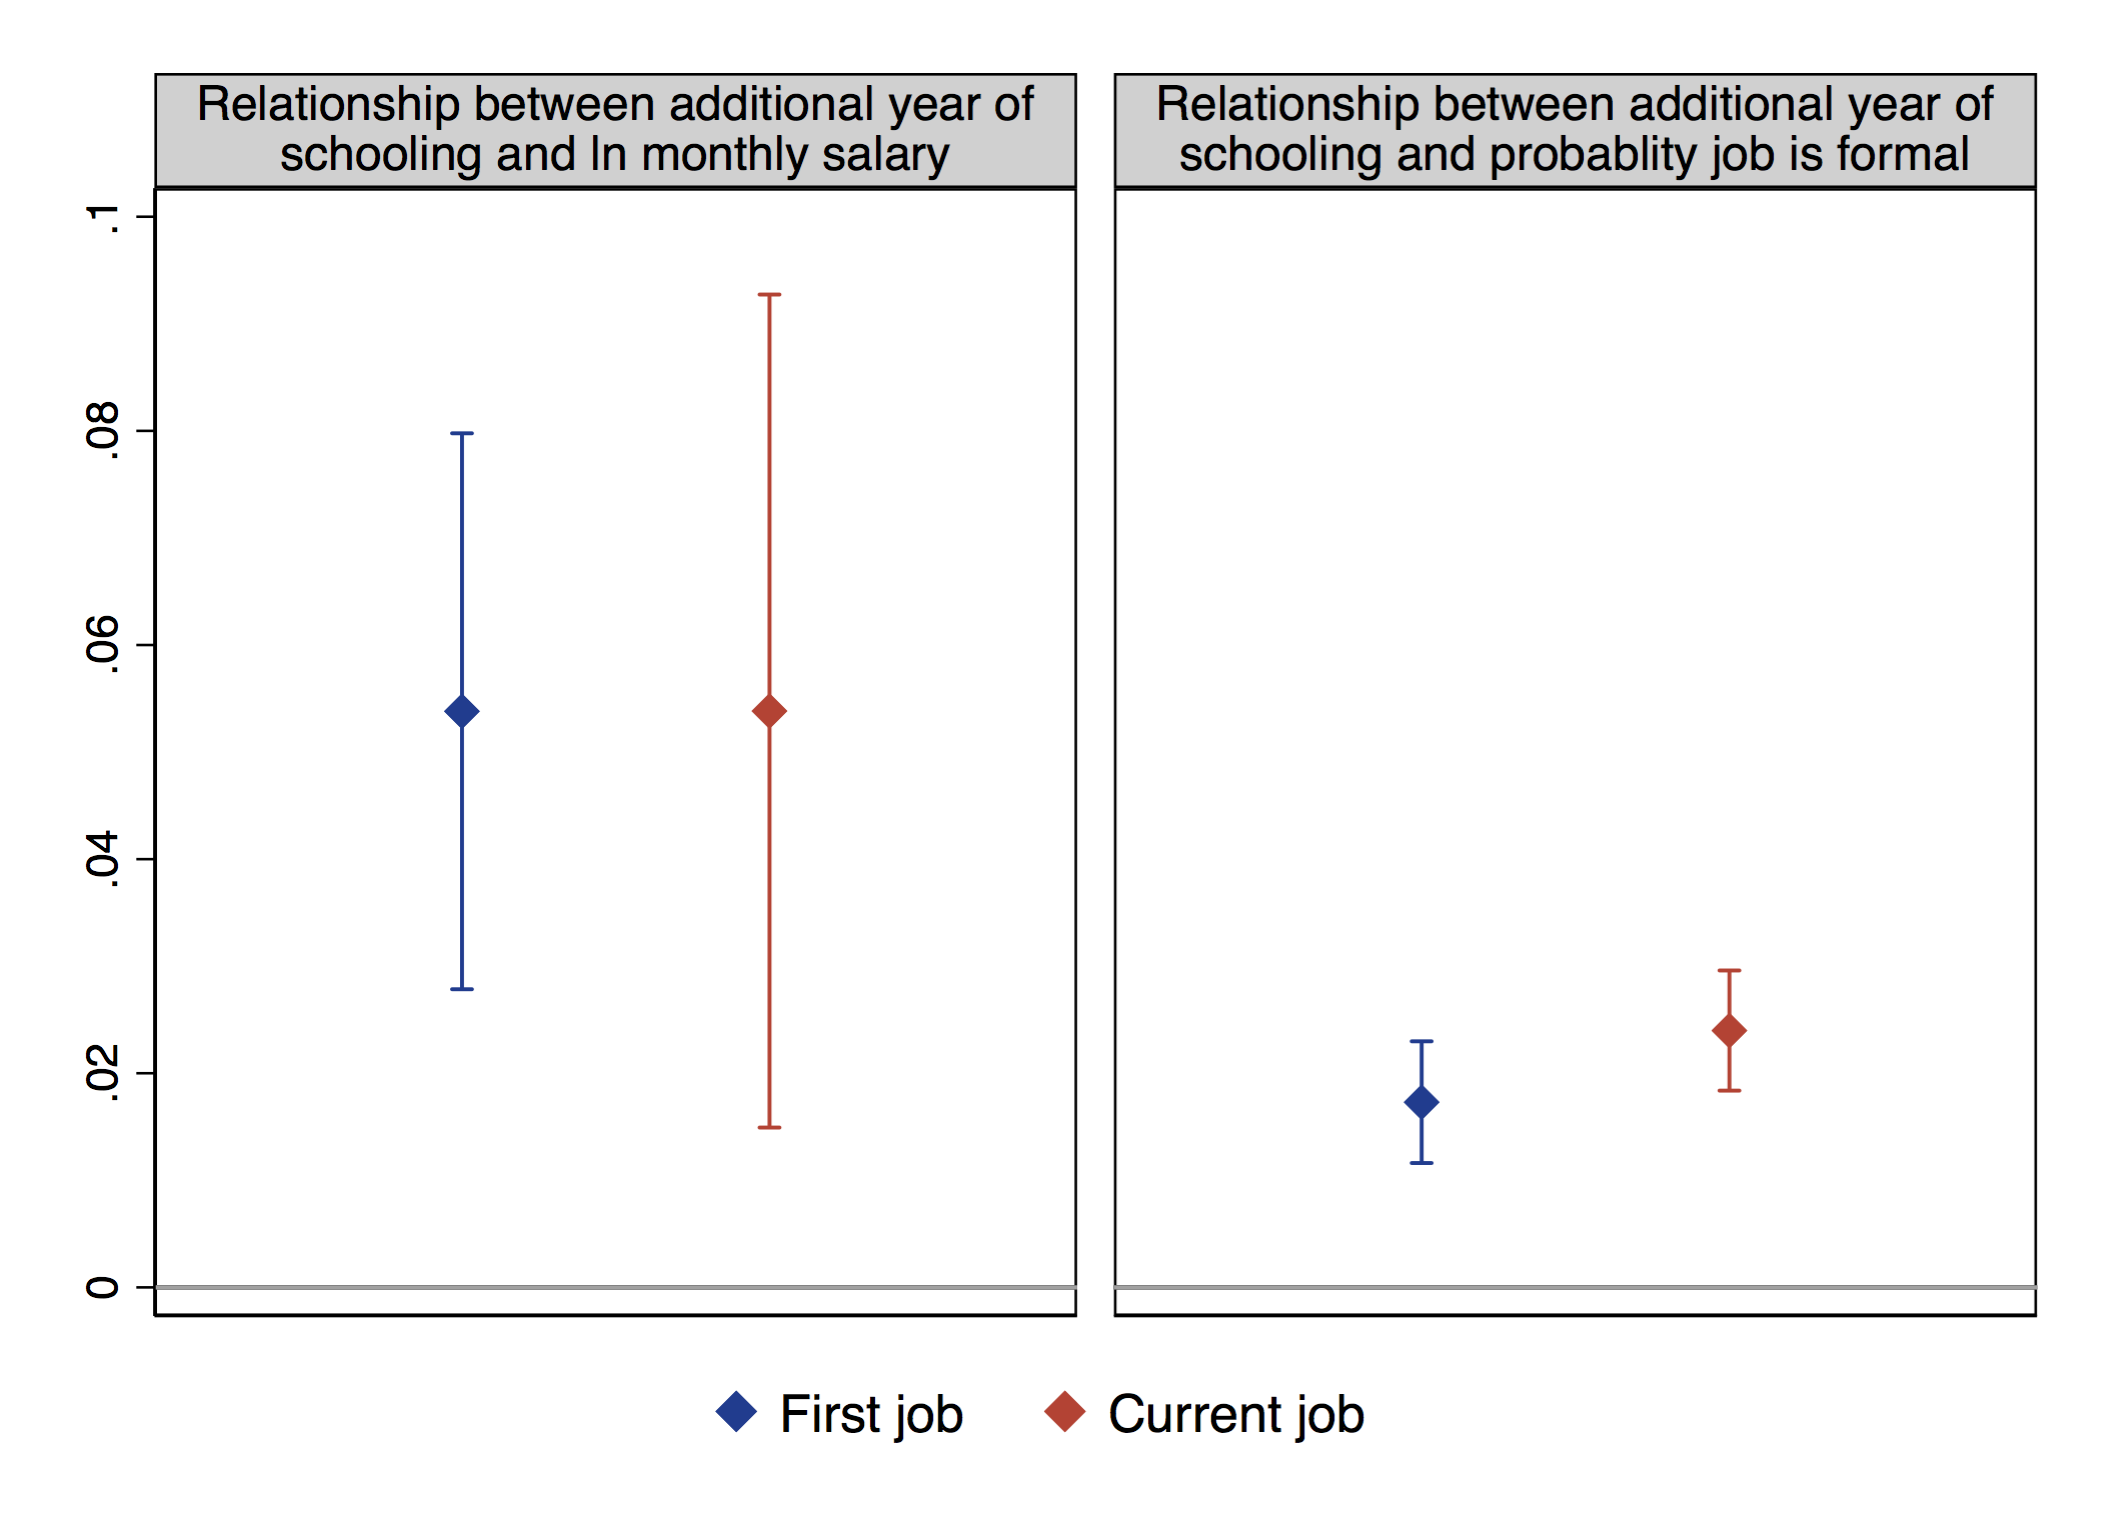 Relationship between additional year of
schooling and ln monthly salary
Relationship between additional year of
schooling and probablity job is formal
.1
.08
.06
.04
.02
0
First job
Current job